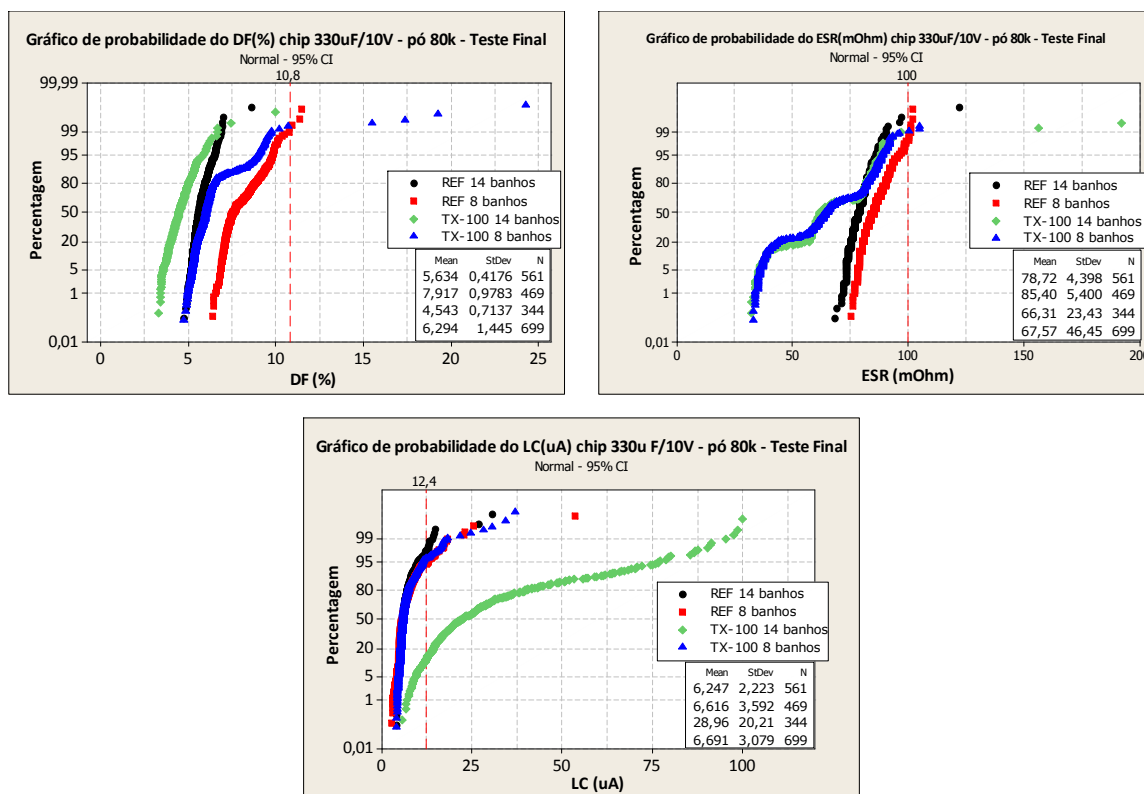 Gráfico de probabilidade do DF(%) chip 330uF/10V - pó 80k - Teste Final
Normal - 95% CI
10,8
99,99
99
95
80
50
20
5
1
0,01
Percentagem
REF 14 banhos
REF 8 banhos
TX-100 14 banhos
TX-100 8 banhos
Mean StDev N
5,634 0,4176 561
7,917 0,9783 469
4,543 0,7137 344
6,294 1,445 699
0 5 10 15 20 25
DF (%)
Gráfico de probabilidade do ESR(mOhm) chip 330uF/10V - pó 80k - Teste Final
Normal - 95% CI
100
99
95
80
50
20
5
1
0,01
Percentagem
REF 14 banhos
REF 8 banhos
TX-100 14 banhos
TX-100 8 banhos
Mean StDev N
78,72 4,398 561
85,40 5,400 469
66,31 23,43 344
67,57 46,45 699
0 50 100 150 200
ESR (mOhm)
Gráfico de probabilidade do LC(uA) chip 330u F/10V - pó 80k - Teste Final
Normal - 95% CI
12,4
99
95
80
50
20
5
1
0,01
Percentagem
REF 14 banhos
REF 8 banhos
TX-100 14 banhos
TX-100 8 banhos
Mean StDev N
6,247 2,223 561
6,616 3,592 469
28,96 20,21 344
6,691 3,079 699
0 25 50 75 100
LC (uA)